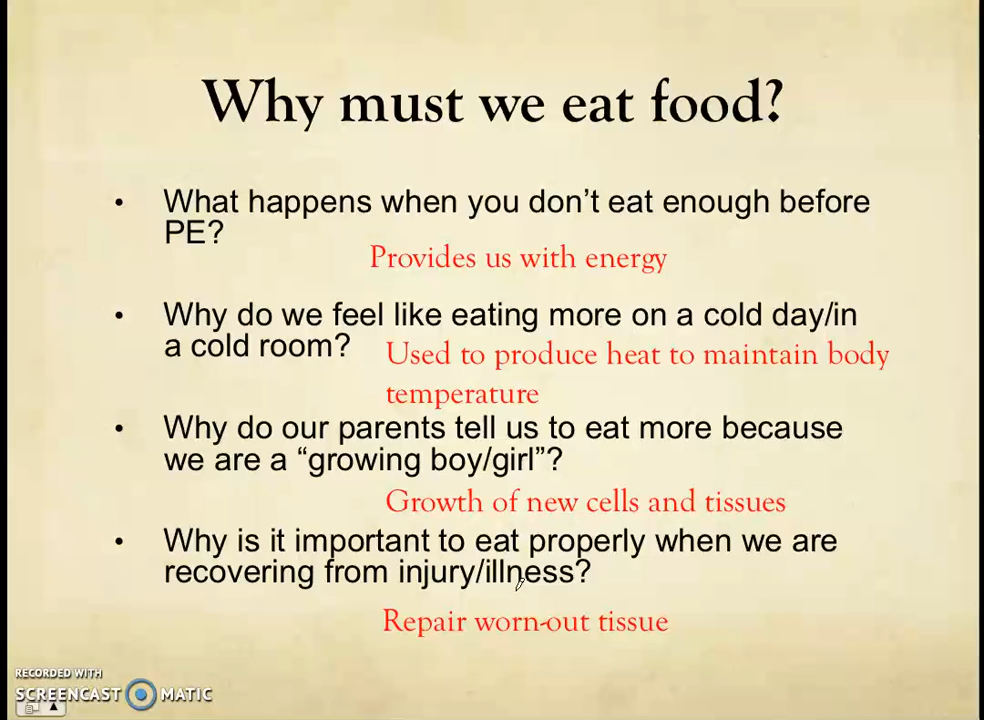 Why must we eat food?
• What happens when you don’t eat enough before
PE?
Provides us with energy
• Why do we feel like eating more on a cold day/in
a cold room?
Used to produce heat to maintain body
temperature
• Why do our parents tell us to eat more because
we are a “growing boy/girl”?
Growth of new cells and tissues
• Why is it important to eat properly when we are
recovering from injury/illness?
Repair worn-out tissue
RECORDED WITH
SCREENCAST MATIC